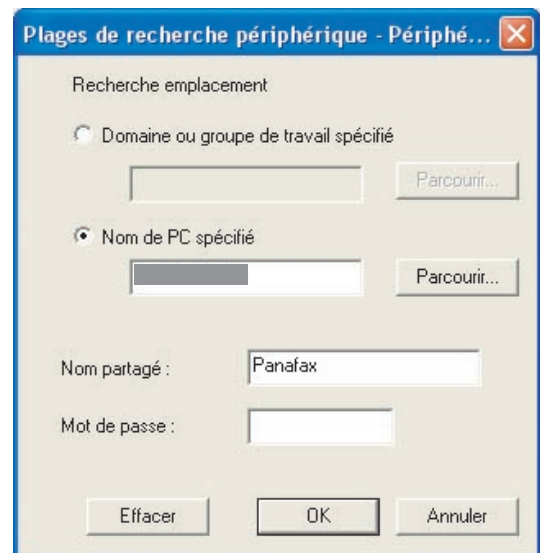 Plages de recherche périphérique - Périphé...
Recherche emplacement
Domaine ou groupe de travail spécifié
Parcourir...
Nom de PC spécifié
Parcourir...
Nom partagé : Panafax
Mot de passe :
Effacer OK Annuler